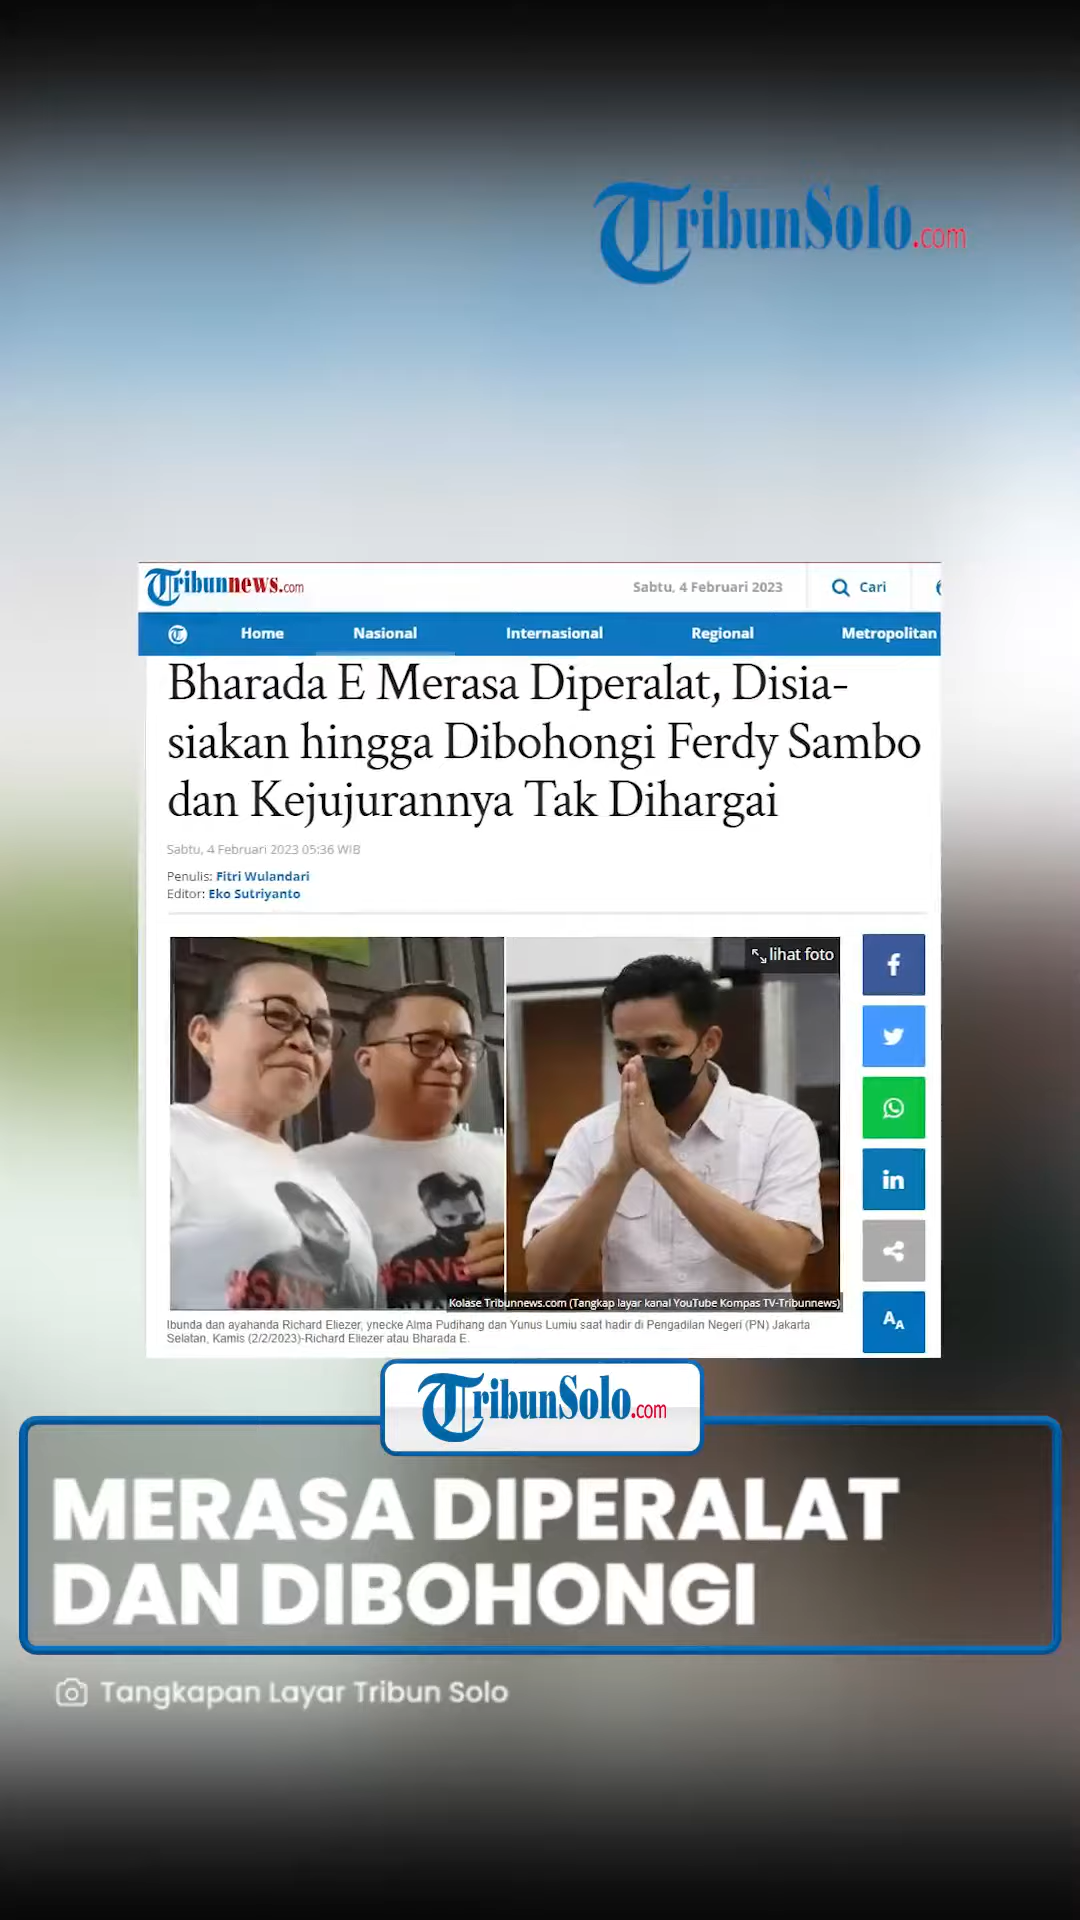 TribunSolo.com
Tribunnews.com
Sabtu, 4 Februari 2023
Cari
Home Nasional Internasional Regional Metropolitan
Bharada E Merasa Diperalat, Disia-
siakan hingga Dibohongi Ferdy Sambo
dan Kejujurannya Tak Dihargai
Sabtu, 4 Februari 2023 05:36 WIB
Penulis: Fitri Wulandari
Editor: Eko Sutriyanto
lihat foto
#SAVE
#SAVE
Kolase Tribunnews.com (Tangkap layar kanal YouTube Kompas TV-Tribunnews)
Ibunda dan ayahanda Richard Eliezer, ynecke Alma Pudihang dan Yunus Lumiu saat hadir di Pengadilan Negeri (PN) Jakarta
Selatan, Kamis (2/2/2023)-Richard Eliezer atau Bharada E.
AA
TribunSolo.com
MERASA DIPERALAT
DAN DIBOHONGI
Tangkapan Layar Tribun Solo